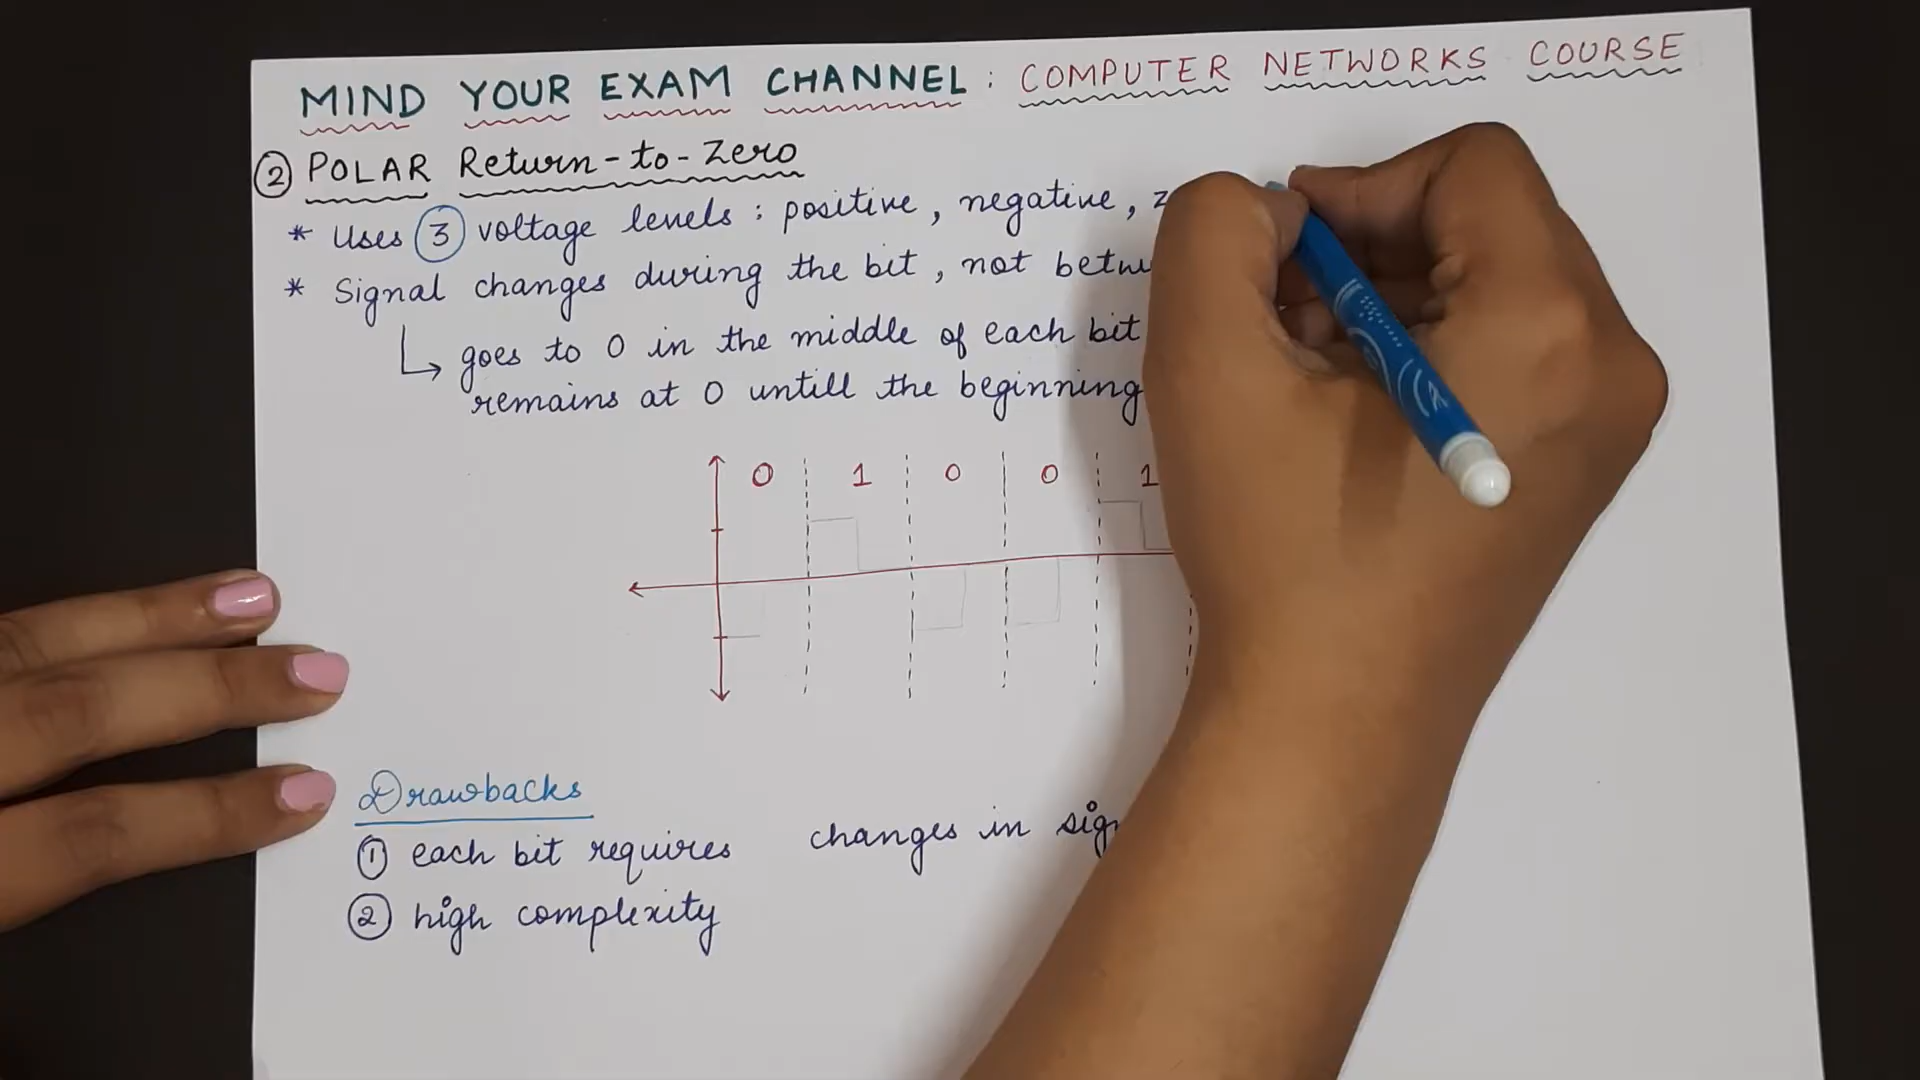 MIND YOUR EXAM CHANNEL : COMPUTER NETWORKS COURSE
② POLAR Return-to-Zero
* Uses 3 voltage levels : positive, negative,
* Signal changes during the bit, not
↳ goes to 0 in the middle of each bit
remains at 0 untill the beginning
0 1 0 0 1
Drawbacks
① each bit requires changes in
② high complexity